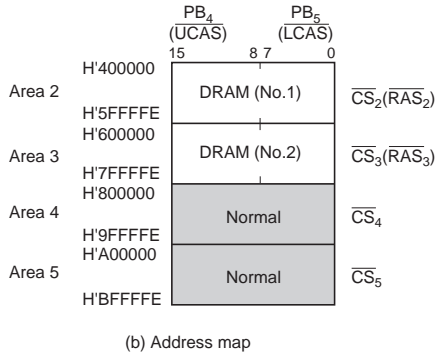 PB4 PB5
(UCAS) (LCAS)
15 8 7 0
H'400000
Area 2 DRAM (No.1) CS2(RAS2)
H'5FFFFE
H'600000
Area 3 DRAM (No.2) CS3(RAS3)
H'7FFFFE
H'800000
Area 4 Normal CS4
H'9FFFFE
H'A00000
Area 5 Normal CS5
H'BFFFFE
(b) Address map